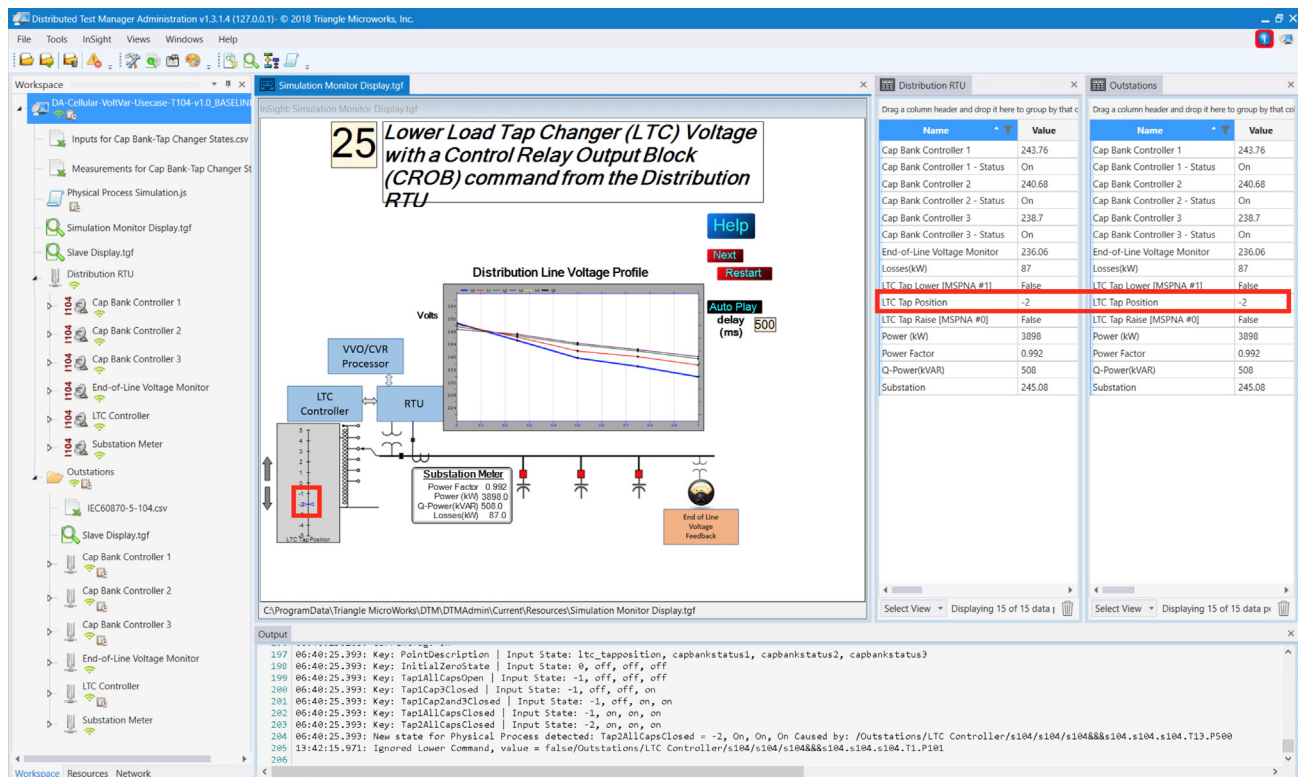 Distributed Test Manager Administration v1.3.1.4 (127.0.0.1)- © 2018 Triangle Microworks, Inc.
File Tools InSight Views Windows Help
Workspace
DA-Cellular-VoltVar-Usecase-T104-v1.0_BASELIN
Inputs for Cap Bank-Tap Changer States.csv
Measurements for Cap Bank-Tap Changer St
Physical Process Simulation.js
Simulation Monitor Display.tgf
Slave Display.tgf
Distribution RTU
I104 Cap Bank Controller 1
I104 Cap Bank Controller 2
I104 Cap Bank Controller 3
I104 End-of-Line Voltage Monitor
I104 LTC Controller
I104 Substation Meter
Outstations
IEC60870-5-104.csv
Slave Display.tgf
Cap Bank Controller 1
Cap Bank Controller 2
Cap Bank Controller 3
End-of-Line Voltage Monitor
LTC Controller
Substation Meter
Workspace Resources Network
Simulation Monitor Display.tgf
InSight: Simulation Monitor Display.tgf
25
Lower Load Tap Changer (LTC) Voltage
with a Control Relay Output Block
(CROB) command from the Distribution
RTU
Help
Next
Restart
Auto Play
delay
(ms)
500
Distribution Line Voltage Profile
Volts
VVO/CVR
Processor
LTC
Controller
RTU
5
4
3
2
1
-1
-4
LTC Tap Position
Substation Meter
Power Factor 0.992
Power (kW) 3898.0
Q-Power(kVAR) 508.0
Losses(kW) 87.0
End of Line
Voltage
Feedback
C:\ProgramData\Triangle MicroWorks\DTM\DTMAdmin\Current\Resources\Simulation Monitor Display.tgf
Distribution RTU
Drag a column header and drop it here to group by that c
Name Value
Cap Bank Controller 1 243.76
Cap Bank Controller 1 - Status On
Cap Bank Controller 2 240.68
Cap Bank Controller 2 - Status On
Cap Bank Controller 3 238.7
Cap Bank Controller 3 - Status On
End-of-Line Voltage Monitor 236.06
Losses(kW) 87
LTC Tap Lower [MSPNA #1] False
LTC Tap Position -2
LTC Tap Raise [MSPNA #0] False
Power (kW) 3898
Power Factor 0.992
Q-Power(kVAR) 508
Substation 245.08
Select View Displaying 15 of 15 data p
Outstations
Drag a column header and drop it here to group by that col
Name Value
Cap Bank Controller 1 243.76
Cap Bank Controller 1 - Status On
Cap Bank Controller 2 240.68
Cap Bank Controller 2 - Status On
Cap Bank Controller 3 238.7
Cap Bank Controller 3 - Status On
End-of-Line Voltage Monitor 236.06
Losses(kW) 87
LTC Tap Lower [MSPNA #1] False
LTC Tap Position -2
LTC Tap Raise [MSPNA #0] False
Power (kW) 3898
Power Factor 0.992
Q-Power(kVAR) 508
Substation 245.08
Select View Displaying 15 of 15 data po
Output
197 06:40:25.393: Key: PointDescription | Input State: ltc_tapposition, capbankstatus1, capbankstatus2, capbankstatus3
198 06:40:25.393: Key: InitialZeroState | Input State: 0, off, off, off
199 06:40:25.393: Key: Tap1AllCapsOpen | Input State: -1, off, off, off
200 06:40:25.393: Key: Tap1Cap3Closed | Input State: -1, off, off, on
201 06:40:25.393: Key: Tap1Cap2and3Closed | Input State: -1, off, on, on
202 06:40:25.393: Key: Tap1AllCapsClosed | Input State: -1, on, on, on
203 06:40:25.393: Key: Tap2AllCapsClosed | Input State: -2, on, on, on
204 06:40:25.393: New state for Physical Process detected: Tap2AllCapsClosed = -2, On, On, On Caused by: /Outstations/LTC Controller/s104/s104/s104&&&s104.s104.s104.T13.P500
205 13:42:15.971: Ignored Lower Command, value = false/Outstations/LTC Controller/s104/s104/s104&&&s104.s104.s104.T1.P101
206